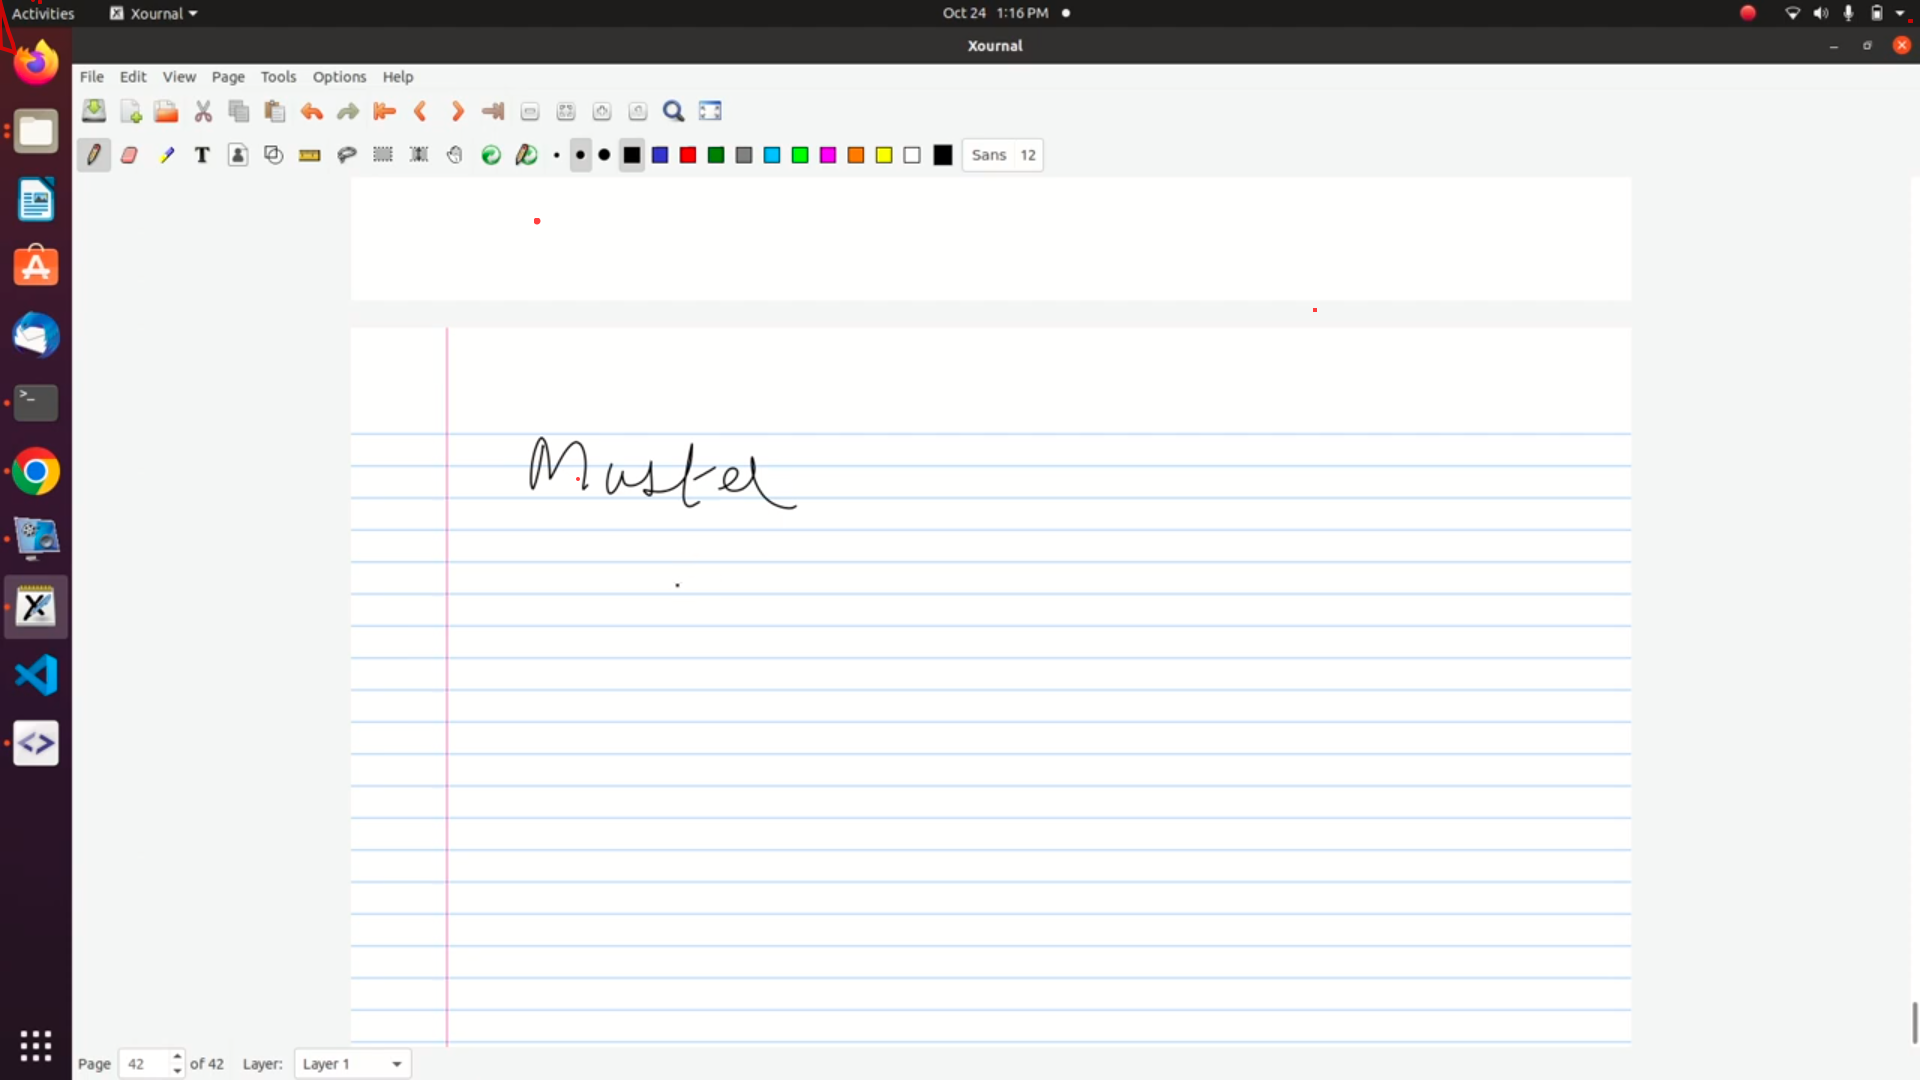 Activities Xournal Oct 24 1:16 PM
Xournal
File Edit View Page Tools Options Help
Sans 12
Muster
Page 42 of 42 Layer: Layer 1